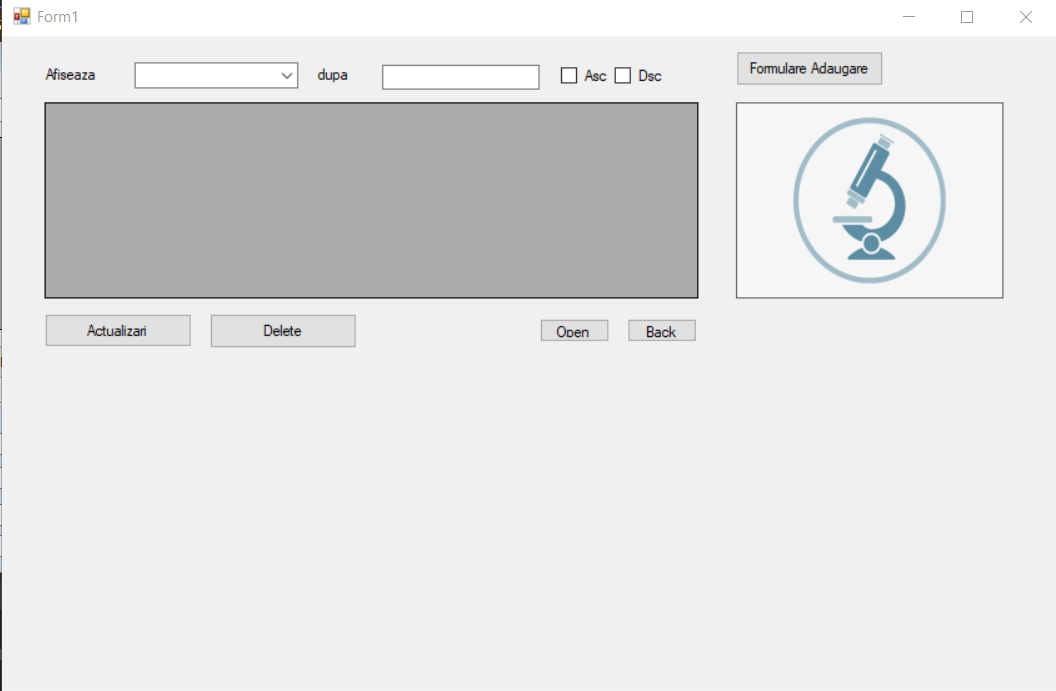 Form1
Afiseaza
dupa
Asc
Dsc
Formulare Adaugare
Actualizari
Delete
Open
Back